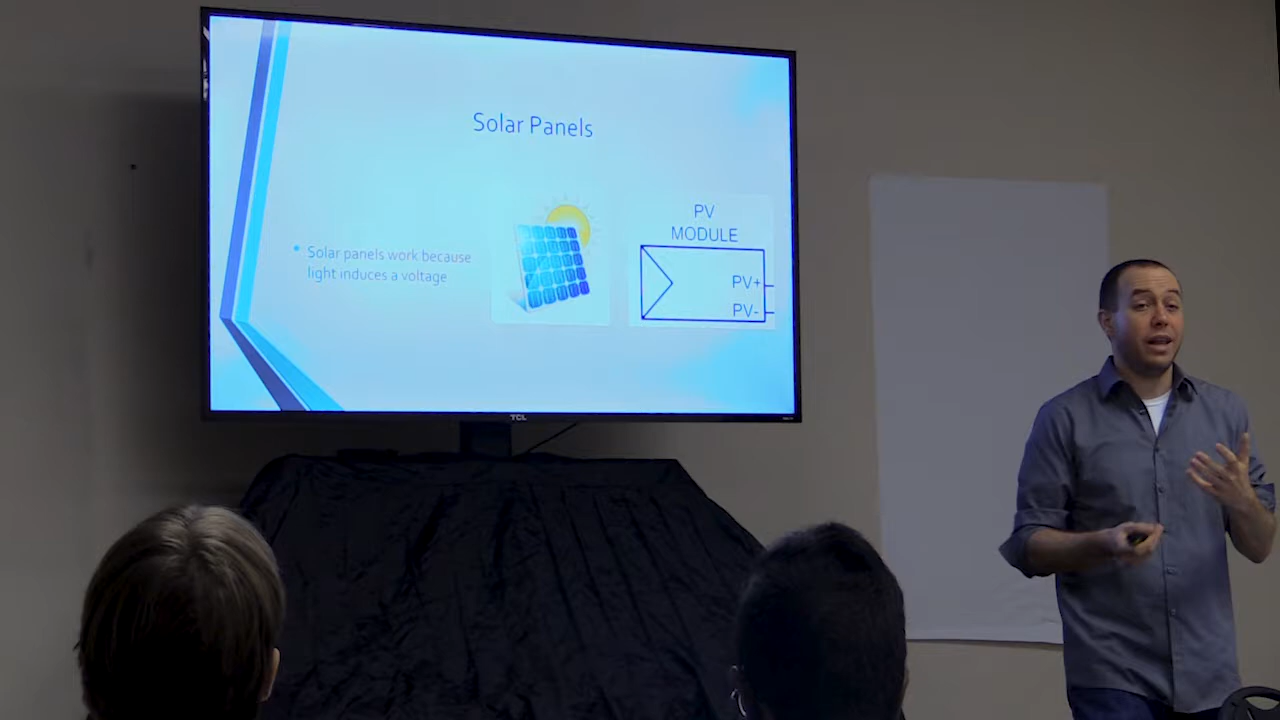 Solar Panels
• Solar panels work because
light induces a voltage
PV
MODULE
PV+
PV-
TCL